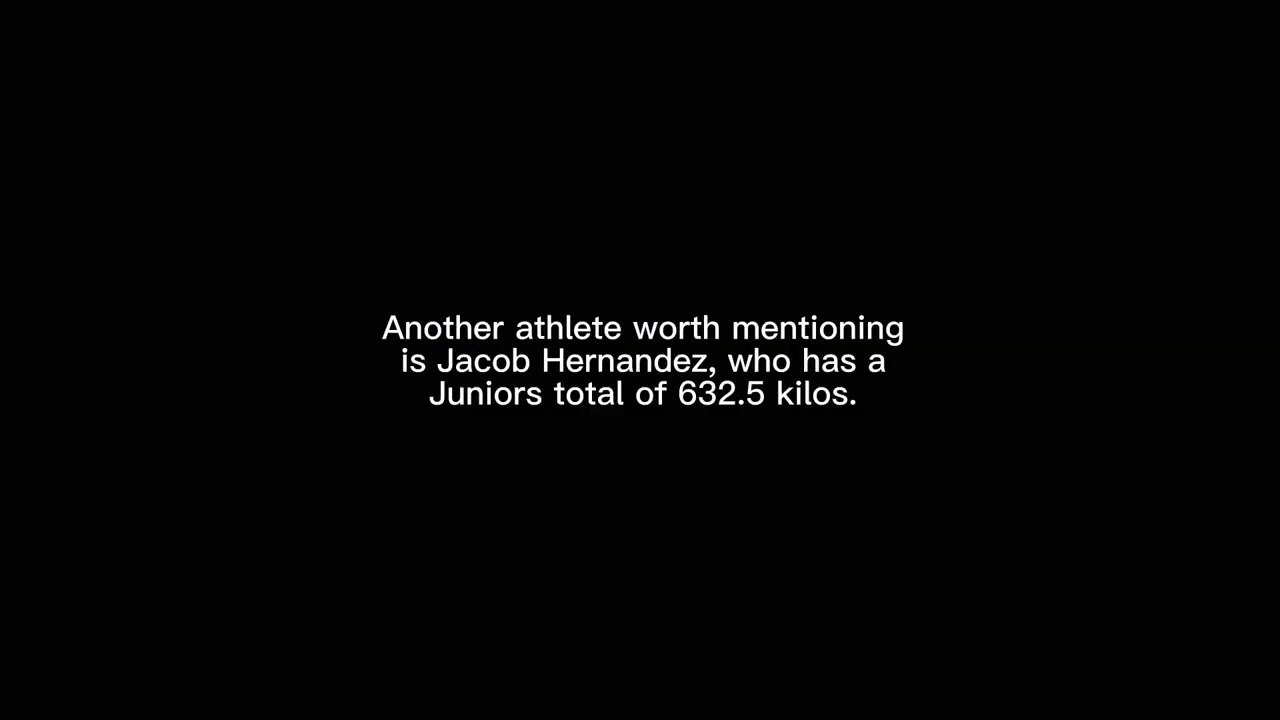 Another athlete worth mentioning
is Jacob Hernandez, who has a
Juniors total of 632.5 kilos.